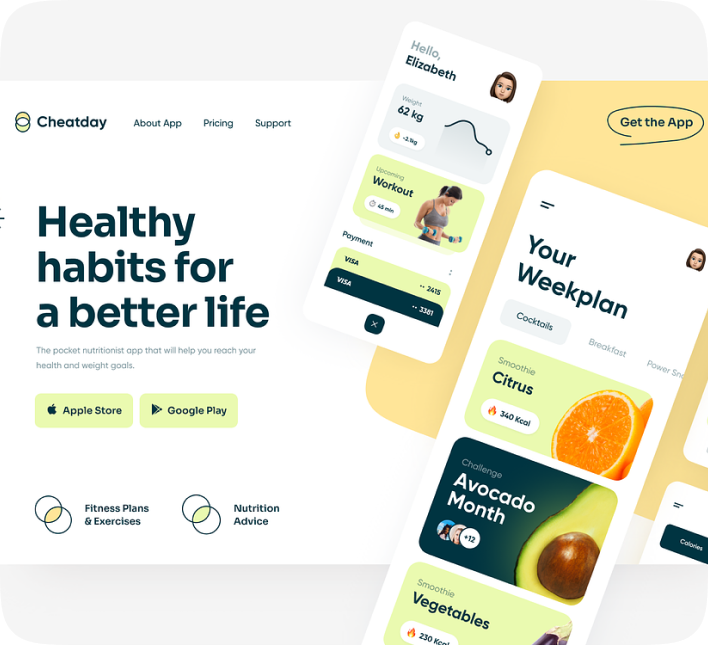 Cheatday
About App
Pricing
Support
Get the App
Healthy
habits for
a better life
The pocket nutritionist app that will help you reach your
health and weight goals.
Apple Store
Google Play
Fitness Plans
& Exercises
Nutrition
Advice
Hello,
Elizabeth
Weight
62 kg
-2.1kg
Upcoming
Workout
45 min
Payment
VISA
•• 2415
VISA
•• 3381
Your
Weekplan
Cocktails
Breakfast
Power
Smoothie
Citrus
340 Kcal
Challenge
Avocado
Month
+12
Smoothie
Vegetables
230 Kcal
Calories